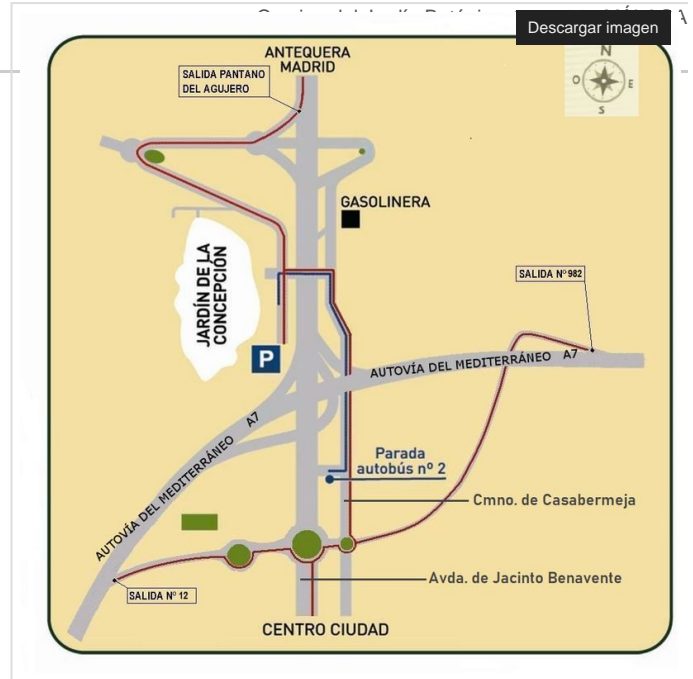 Descargar imagen
ANTEQUERA
MADRID
SALIDA PANTANO
DEL AGUJERO
N
O
E
S
GASOLINERA
JARDÍN DE LA
CONCEPCIÓN
SALIDA Nº 982
P
AUTOVÍA DEL MEDITERRÁNEO A7
AUTOVÍA DEL MEDITERRÁNEO A7
Parada
autobús nº 2
Cmno. de Casabermeja
Avda. de Jacinto Benavente
SALIDA Nº 12
CENTRO CIUDAD